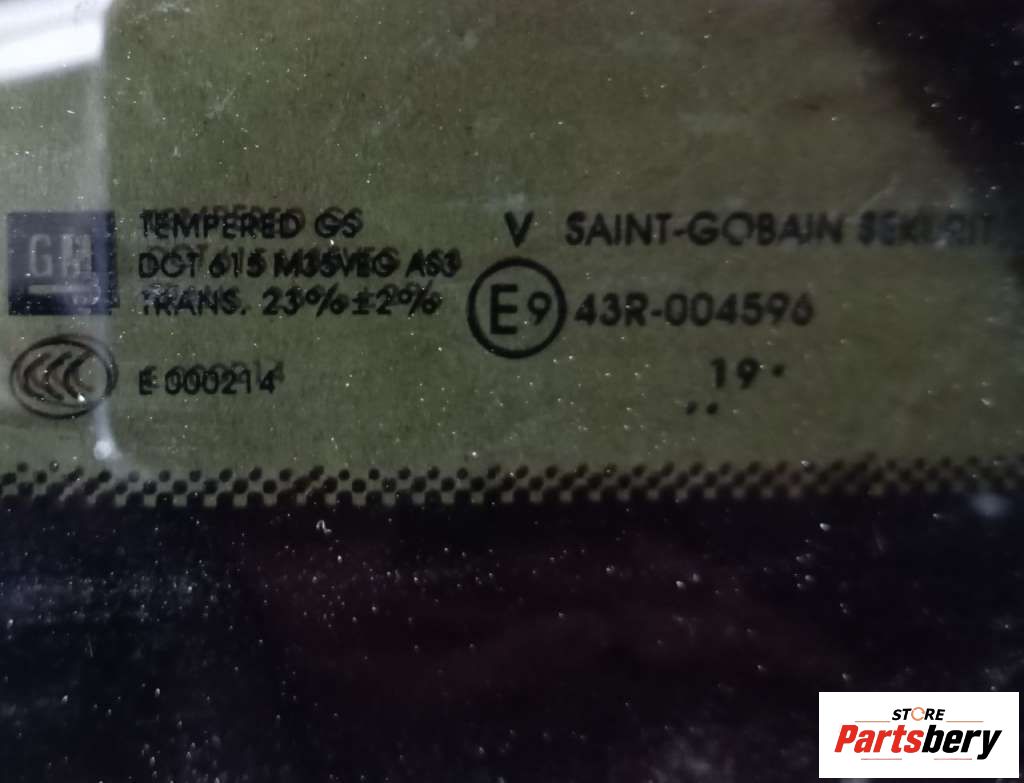 GM
TEMPERED GS
DOT 615 M35VEG AS3
TRANS. 23%±2%
E 000214
V SAINT-GOBAIN SEKURIT
E9 43R-004596
19
STORE
Partsbery